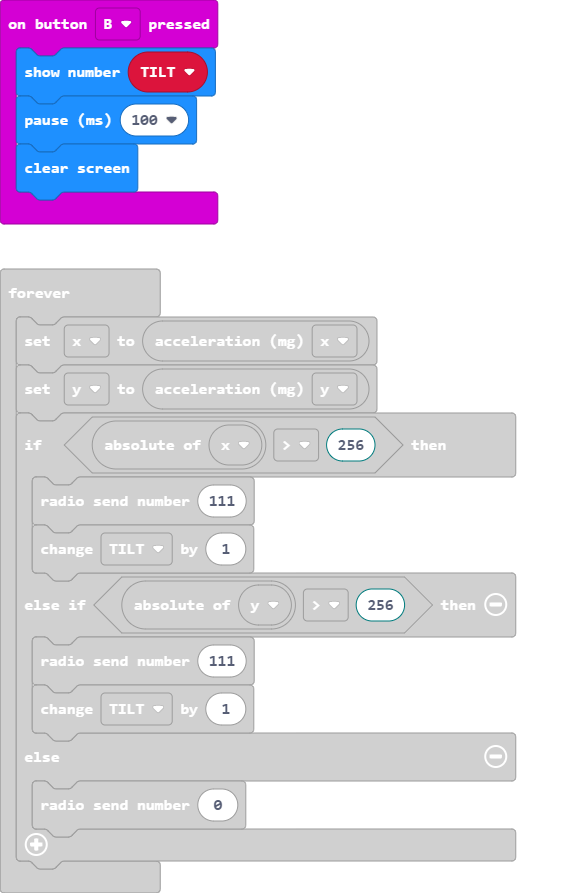 on button B pressed
show number TILT
pause (ms) 100
clear screen
forever
set x to acceleration (mg) x
set y to acceleration (mg) y
if absolute of x > 256 then
radio send number 111
change TILT by 1
else if absolute of y > 256 then
radio send number 111
change TILT by 1
else
radio send number 0